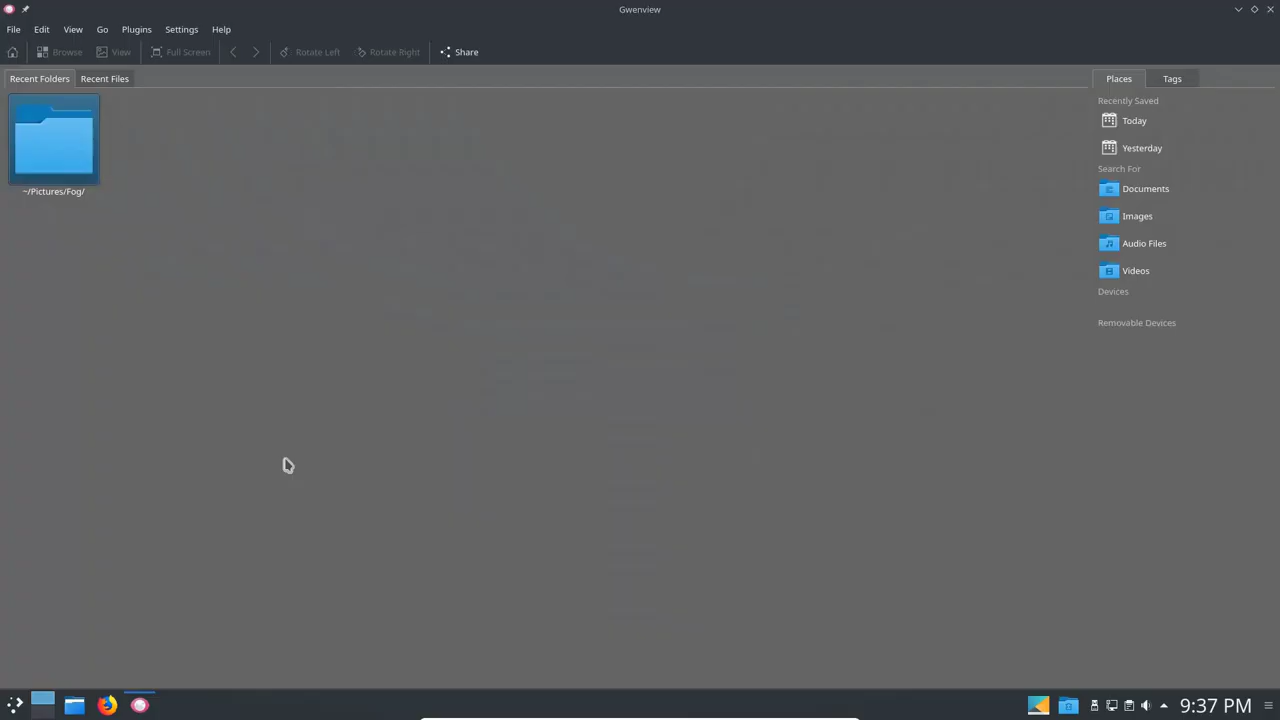 Gwenview
File Edit View Go Plugins Settings Help
Browse View Full Screen Rotate Left Rotate Right Share
Recent Folders Recent Files
~/Pictures/Fog/
Places Tags
Recently Saved
Today
Yesterday
Search For
Documents
Images
Audio Files
Videos
Devices
Removable Devices
9:37 PM